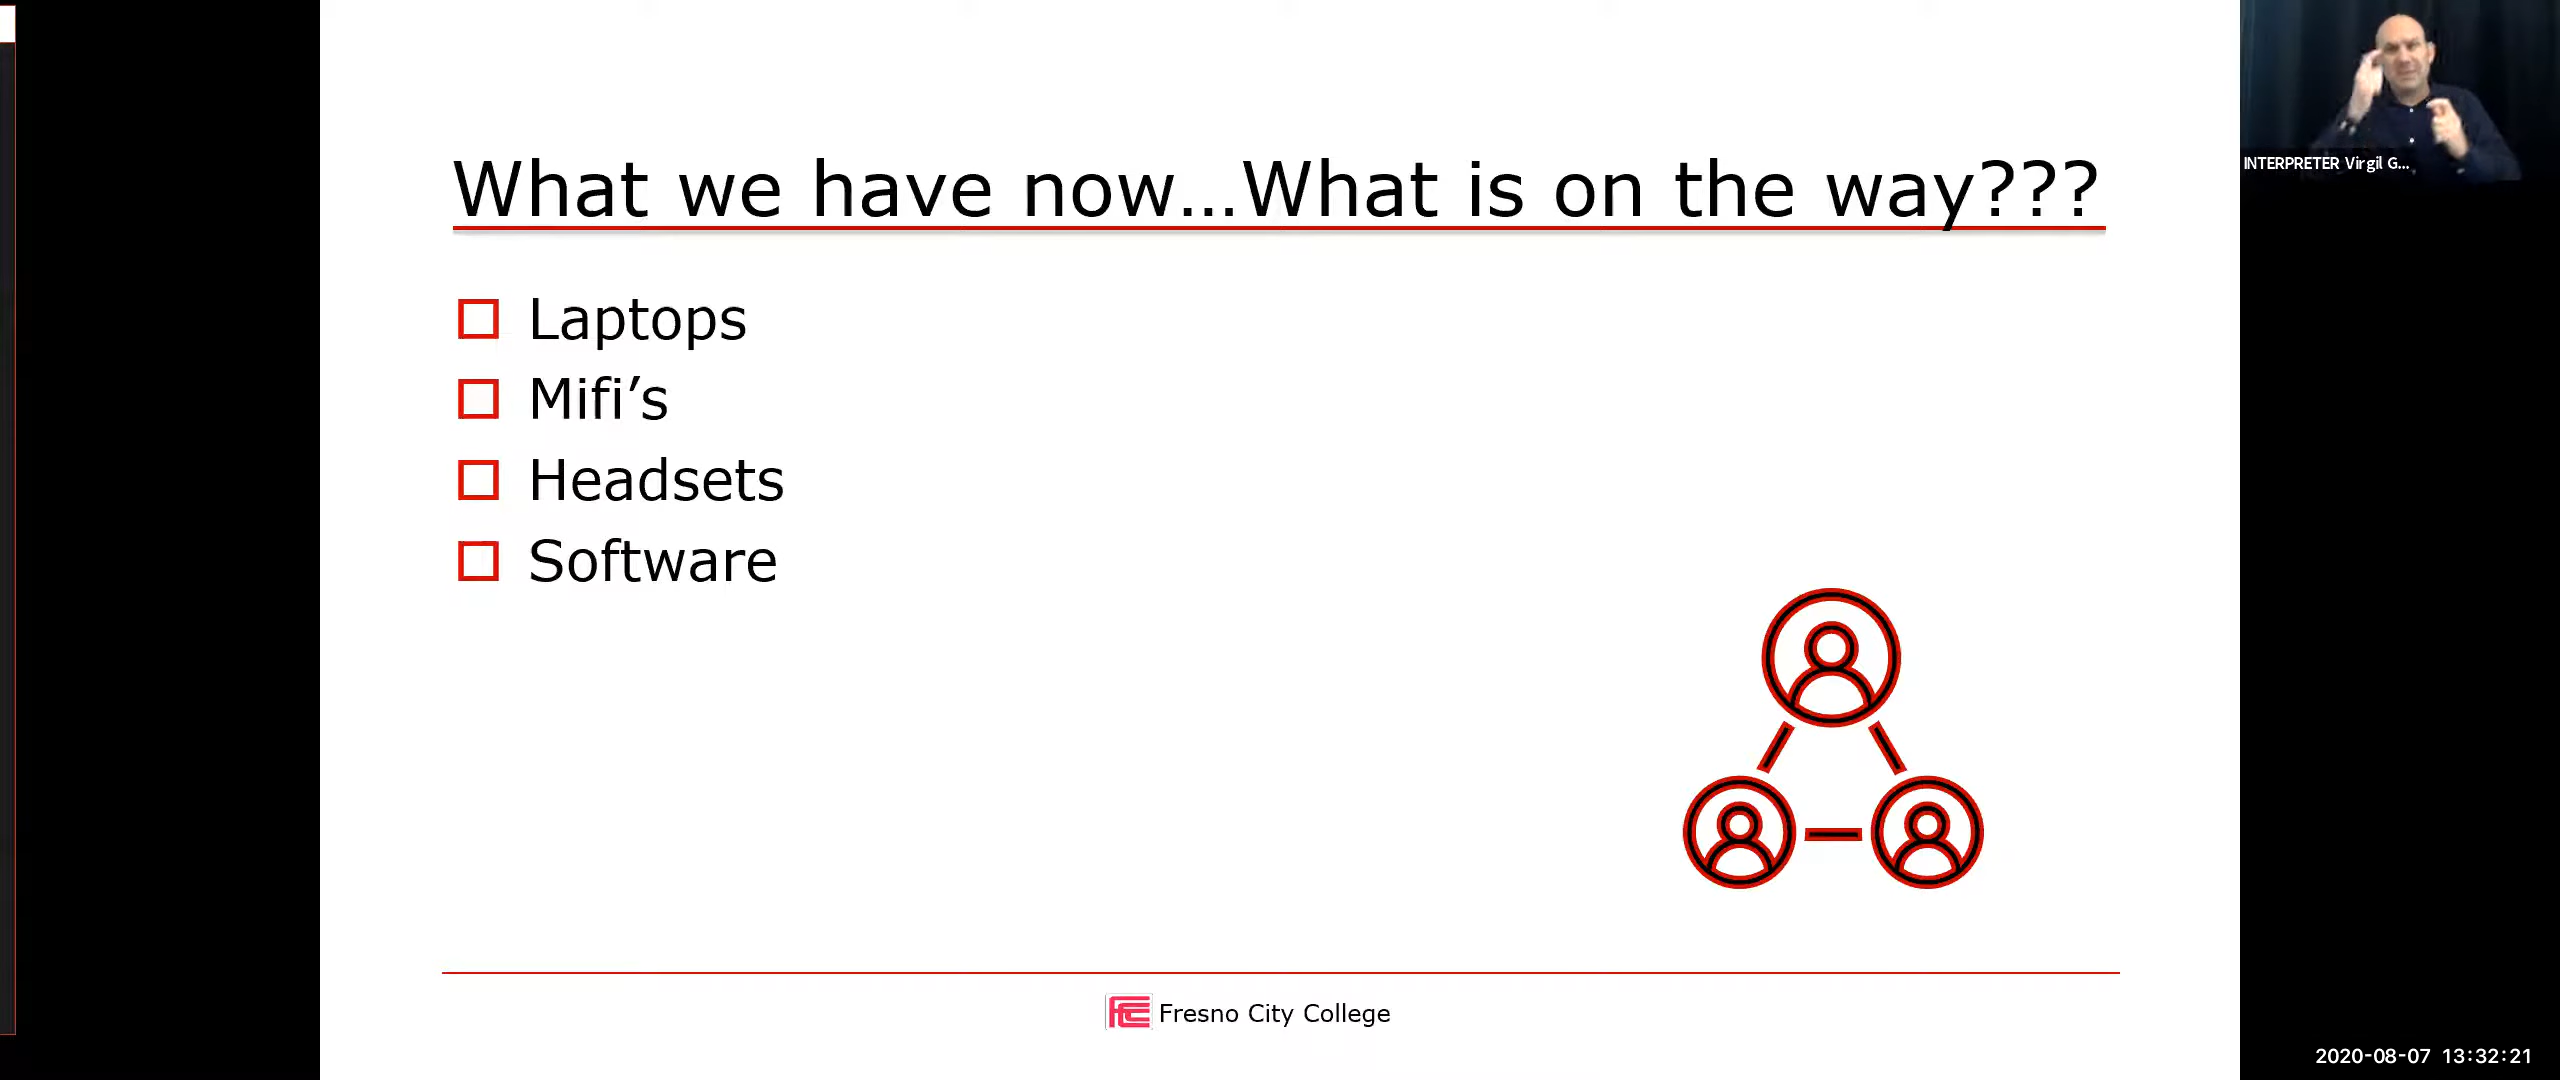 What we have now...What is on the way???
Laptops
Mifi’s
Headsets
Software
FCC Fresno City College
INTERPRETER Virgil G...
2020-08-07 13:32:21